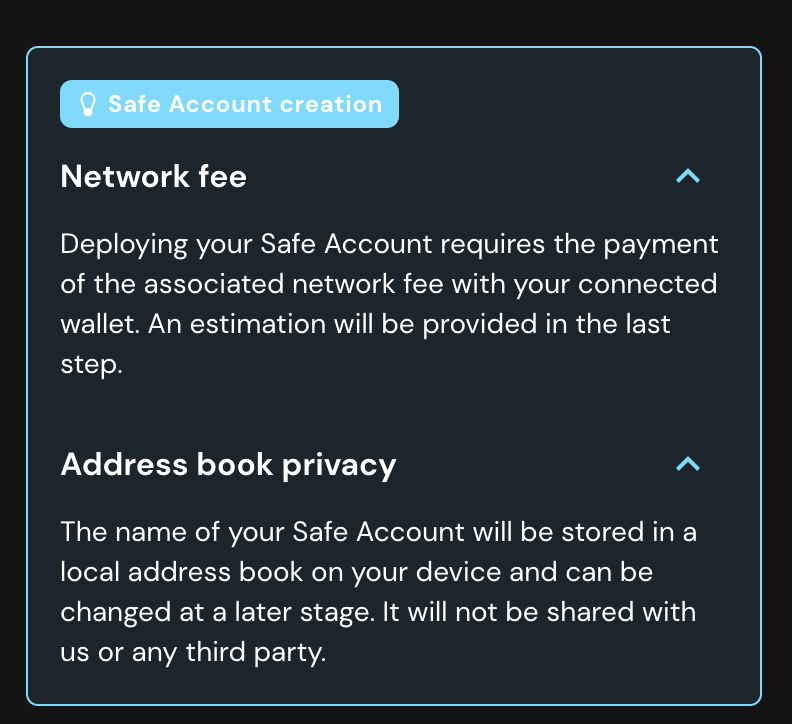 Safe Account creation
Network fee
Deploying your Safe Account requires the payment
of the associated network fee with your connected
wallet. An estimation will be provided in the last
step.
Address book privacy
The name of your Safe Account will be stored in a
local address book on your device and can be
changed at a later stage. It will not be shared with
us or any third party.